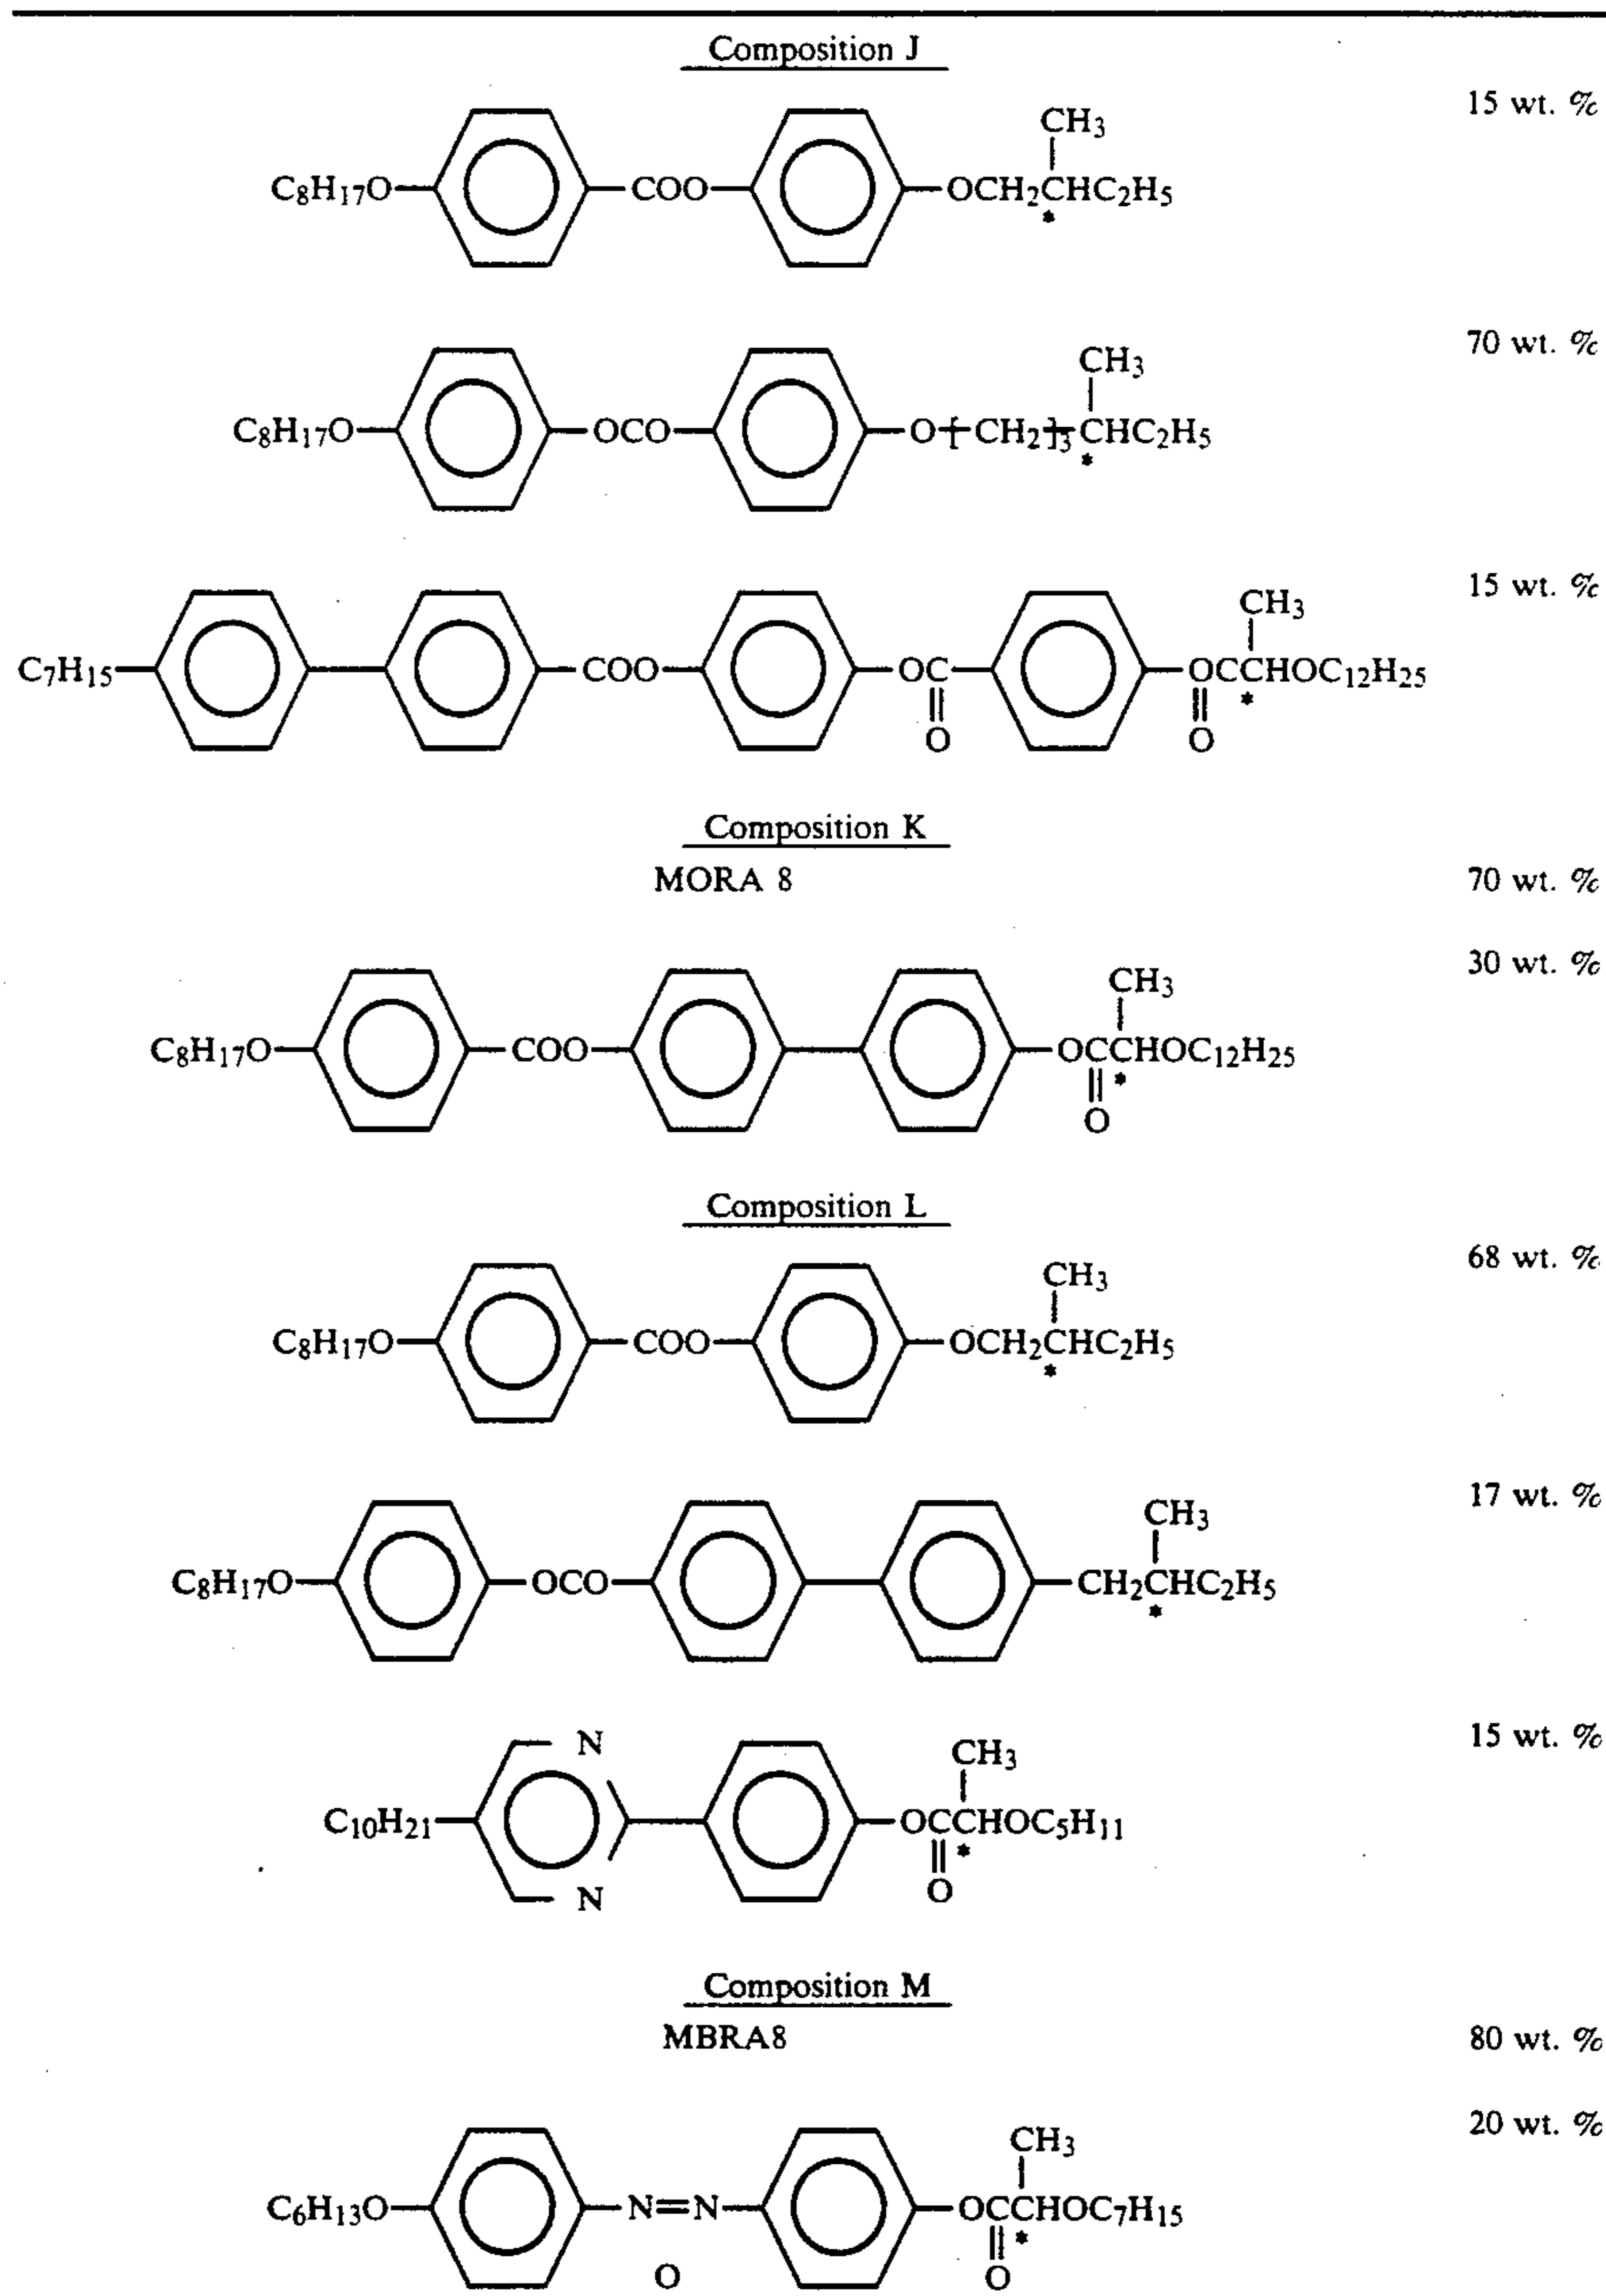 Composition J
15 wt. %
CH3
C8H17O COO OCH2CHC2H5
*
70 wt. %
CH3
C8H17O OCO O[CH2]3CHC2H5
*
15 wt. %
CH3
C7H15 COO OC OCCHOC12H25
*
O O
Composition K
MORA 8 70 wt. %
30 wt. %
CH3
C8H17O COO OCCHOC12H25
*
O
Composition L
68 wt. %
CH3
C8H17O COO OCH2CHC2H5
*
17 wt. %
CH3
C8H17O OCO CH2CHC2H5
*
15 wt. %
N CH3
C10H21 OCCHOC5H11
*
N O
Composition M
MBRA8 80 wt. %
20 wt. %
CH3
C6H13O N=N OCCHOC7H15
*
O O